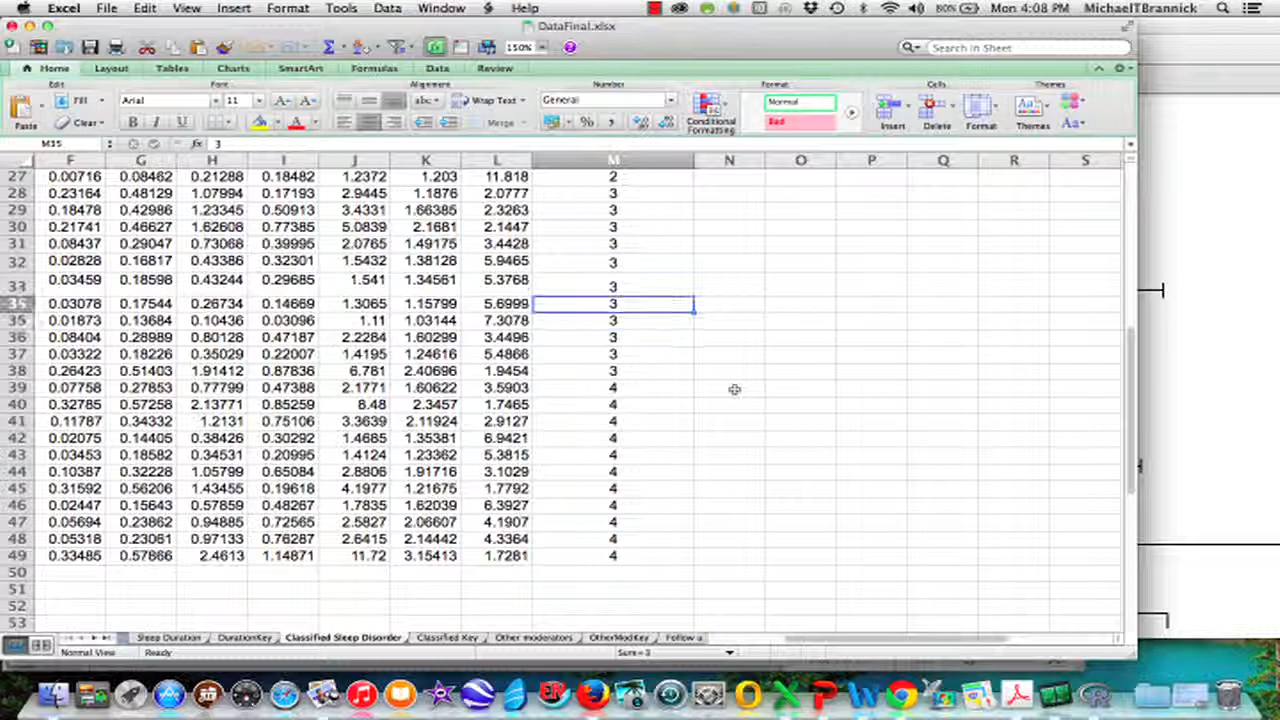 Excel File Edit View Insert Format Tools Data Window Help 80% Mon 4:08 PM MichaelTBrannick
DataFinal.xlsx
150% Search in Sheet
Home Layout Tables Charts SmartArt Formulas Data Review
Edit Font Alignment Number Format Cells Themes
Fill Arial 11 abc Wrap Text General Normal
Paste Clear B I U A Merge % Conditional Formatting Bad Insert Delete Format Themes Aa
M35 fx 3
F G H I J K L M N O P Q R S
27 0.00716 0.08462 0.21288 0.18482 1.2372 1.203 11.818 2
28 0.23164 0.48129 1.07994 0.17193 2.9445 1.1876 2.0777 3
29 0.18478 0.42986 1.23345 0.50913 3.4331 1.66385 2.3263 3
30 0.21741 0.46627 1.62608 0.77385 5.0839 2.1681 2.1447 3
31 0.08437 0.29047 0.73068 0.39995 2.0765 1.49175 3.4428 3
32 0.02828 0.16817 0.43386 0.32301 1.5432 1.38128 5.9465 3
33 0.03459 0.18598 0.43244 0.29685 1.541 1.34561 5.3768 3
35 0.03078 0.17544 0.26734 0.14669 1.3065 1.15799 5.6999 3
35 0.01873 0.13684 0.10436 0.03096 1.11 1.03144 7.3078 3
36 0.08404 0.28989 0.80128 0.47187 2.2284 1.60299 3.4496 3
37 0.03322 0.18226 0.35029 0.22007 1.4195 1.24616 5.4866 3
38 0.26423 0.51403 1.91412 0.87836 6.781 2.40696 1.9454 3
39 0.07758 0.27853 0.77799 0.47388 2.1771 1.60622 3.5903 4
40 0.32785 0.57258 2.13771 0.85259 8.48 2.3457 1.7465 4
41 0.11787 0.34332 1.2131 0.75106 3.3639 2.11924 2.9127 4
42 0.02075 0.14405 0.38426 0.30292 1.4685 1.35381 6.9421 4
43 0.03453 0.18582 0.34531 0.20995 1.4124 1.23362 5.3815 4
44 0.10387 0.32228 1.05799 0.65084 2.8806 1.91716 3.1029 4
45 0.31592 0.56206 1.43455 0.19618 4.1977 1.21675 1.7792 4
46 0.02447 0.15643 0.57859 0.48267 1.7835 1.62039 6.3927 4
47 0.05694 0.23862 0.94885 0.72565 2.5827 2.06607 4.1907 4
48 0.05318 0.23061 0.97133 0.76287 2.6415 2.14442 4.3364 4
49 0.33485 0.57866 2.4613 1.14871 11.72 3.15413 1.7281 4
50
51
52
53
Sleep Duration DurationKey Classified Sleep Disorder Classified Key Other moderators OtherModKey Follow u
Normal View Ready Sum=3